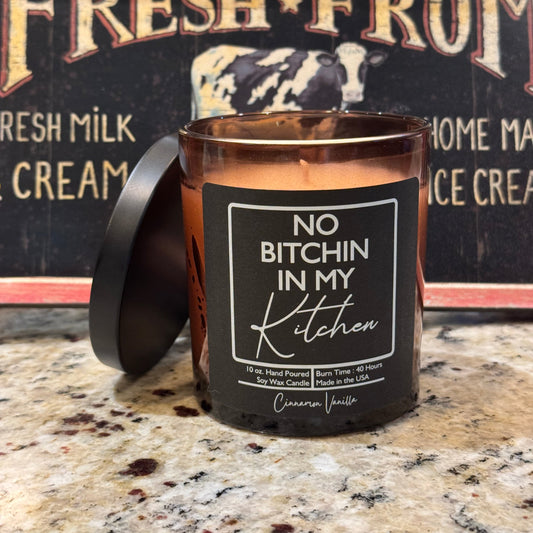 FRESH★FROM
FRESH MILK
& CREAM
HOME MA
ICE CREA
NO
BITCHIN
IN MY
Kitchen
10 oz. Hand Poured
Soy Wax Candle
Burn Time : 40 Hours
Made in the USA
Cinnamon Vanilla